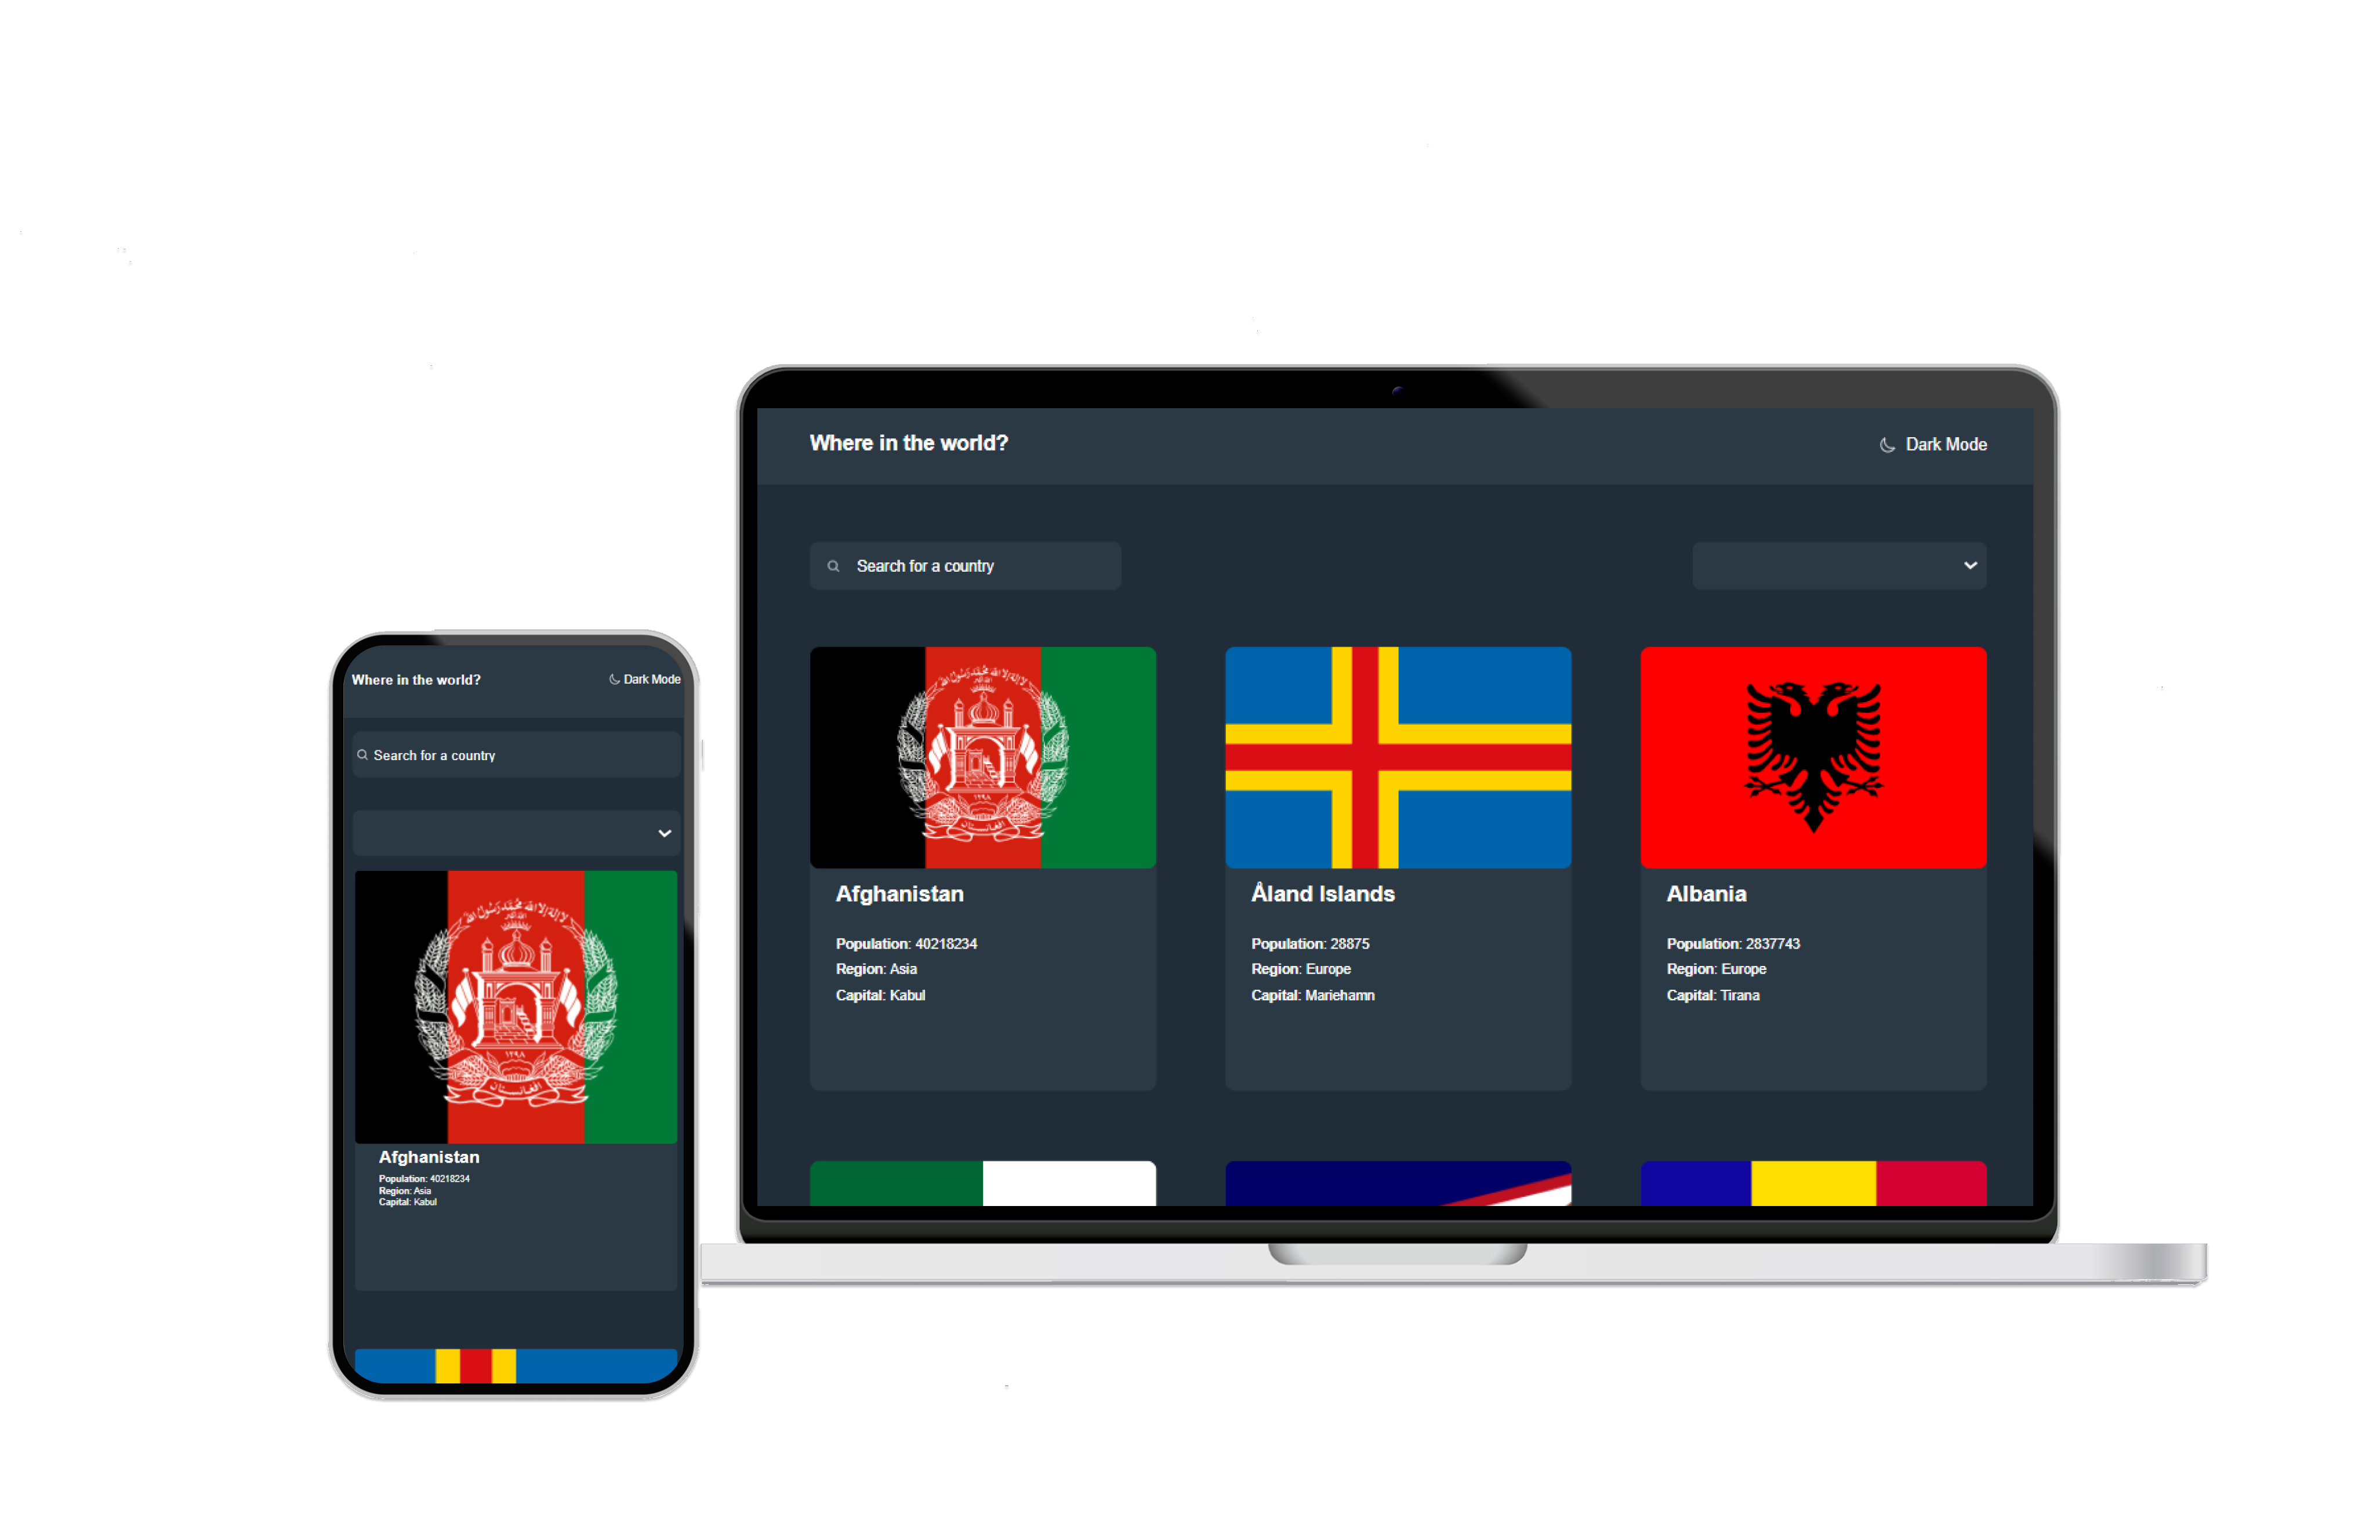 Where in the world?
Dark Mode
Search for a country
Afghanistan
Population: 40218234
Region: Asia
Capital: Kabul
Where in the world?
Dark Mode
Search for a country
Afghanistan
Population: 40218234
Region: Asia
Capital: Kabul
Åland Islands
Population: 28875
Region: Europe
Capital: Mariehamn
Albania
Population: 2837743
Region: Europe
Capital: Tirana